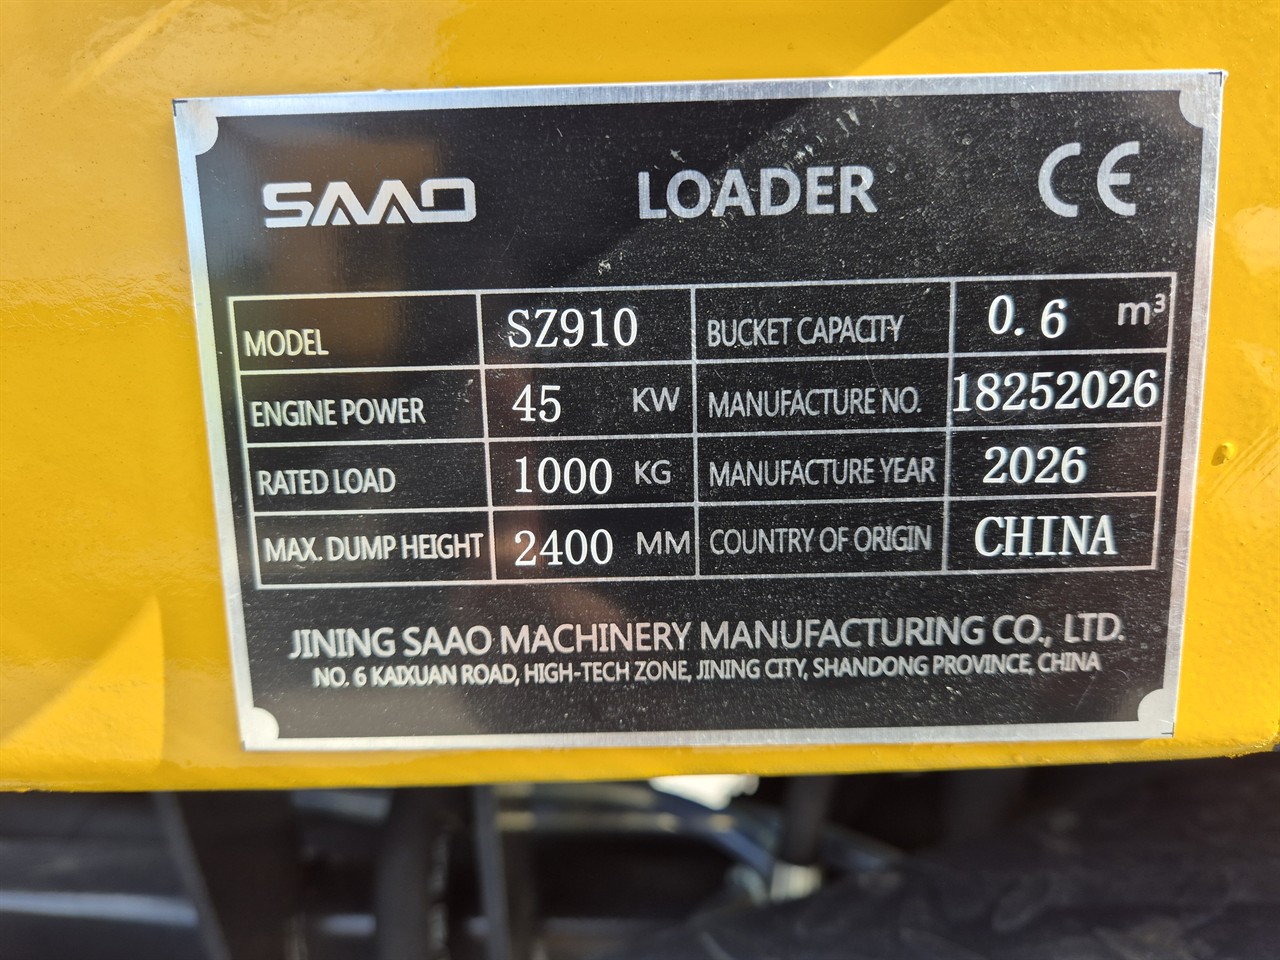 SAAO LOADER CE
MODEL SZ910 BUCKET CAPACITY 0.6 m³
ENGINE POWER 45 KW MANUFACTURE NO. 18252026
RATED LOAD 1000 KG MANUFACTURE YEAR 2026
MAX. DUMP HEIGHT 2400 MM COUNTRY OF ORIGIN CHINA
JINING SAAO MACHINERY MANUFACTURING CO., LTD.
NO. 6 KAIXUAN ROAD, HIGH-TECH ZONE, JINING CITY, SHANDONG PROVINCE, CHINA